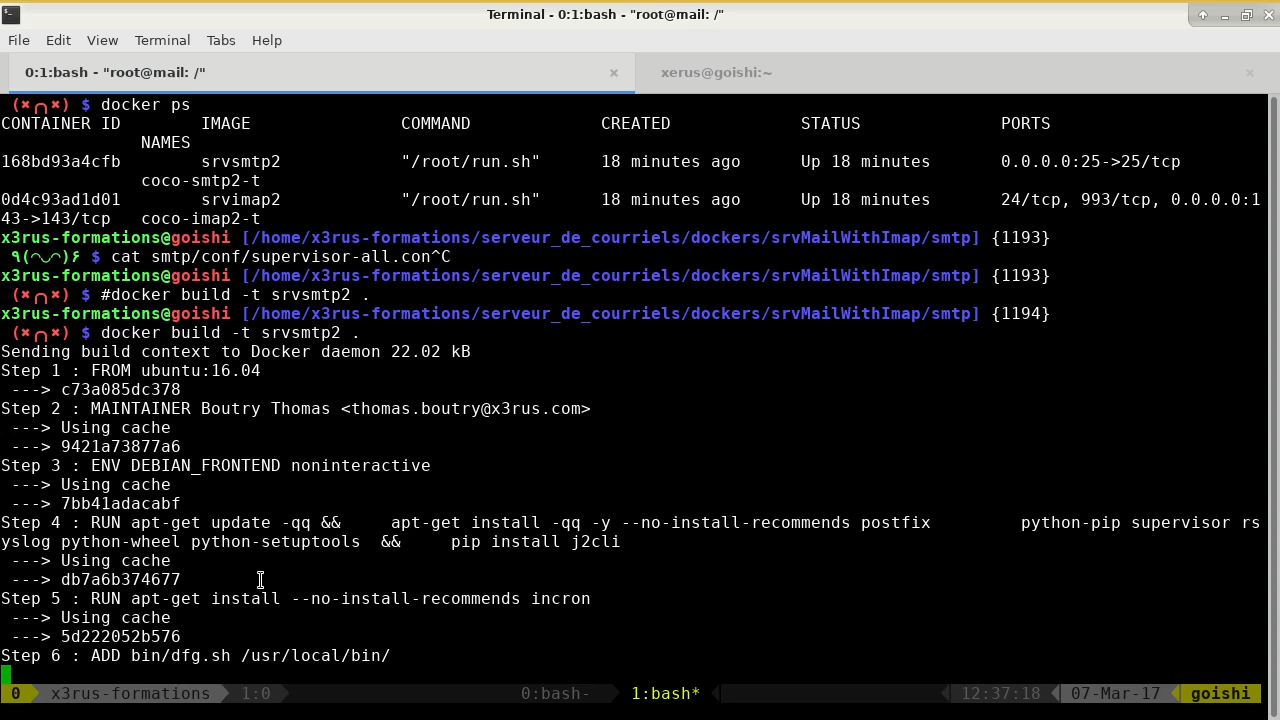 Terminal - 0:1:bash - "root@mail: /"
File Edit View Terminal Tabs Help
0:1:bash - "root@mail: /" × xerus@goishi:~ ×
(✖╭╮✖) $ docker ps
CONTAINER ID IMAGE COMMAND CREATED STATUS PORTS
NAMES
168bd93a4cfb srvsmtp2 "/root/run.sh" 18 minutes ago Up 18 minutes 0.0.0.0:25->25/tcp
coco-smtp2-t
0d4c93ad1d01 srvimap2 "/root/run.sh" 18 minutes ago Up 18 minutes 24/tcp, 993/tcp, 0.0.0.0:1
43->143/tcp coco-imap2-t
x3rus-formations@goishi [/home/x3rus-formations/serveur_de_courriels/dockers/srvMailWithImap/smtp] {1193}
٩(◠◡◠)۶ $ cat smtp/conf/supervisor-all.con^C
x3rus-formations@goishi [/home/x3rus-formations/serveur_de_courriels/dockers/srvMailWithImap/smtp] {1193}
(✖╭╮✖) $ #docker build -t srvsmtp2 .
x3rus-formations@goishi [/home/x3rus-formations/serveur_de_courriels/dockers/srvMailWithImap/smtp] {1194}
(✖╭╮✖) $ docker build -t srvsmtp2 .
Sending build context to Docker daemon 22.02 kB
Step 1 : FROM ubuntu:16.04
---> c73a085dc378
Step 2 : MAINTAINER Boutry Thomas <thomas.boutry@x3rus.com>
---> Using cache
---> 9421a73877a6
Step 3 : ENV DEBIAN_FRONTEND noninteractive
---> Using cache
---> 7bb41adacabf
Step 4 : RUN apt-get update -qq && apt-get install -qq -y --no-install-recommends postfix python-pip supervisor rs
yslog python-wheel python-setuptools && pip install j2cli
---> Using cache
---> db7a6b374677
Step 5 : RUN apt-get install --no-install-recommends incron
---> Using cache
---> 5d222052b576
Step 6 : ADD bin/dfg.sh /usr/local/bin/
0 x3rus-formations 1:0 0:bash- 1:bash* 12:37:18 07-Mar-17 goishi